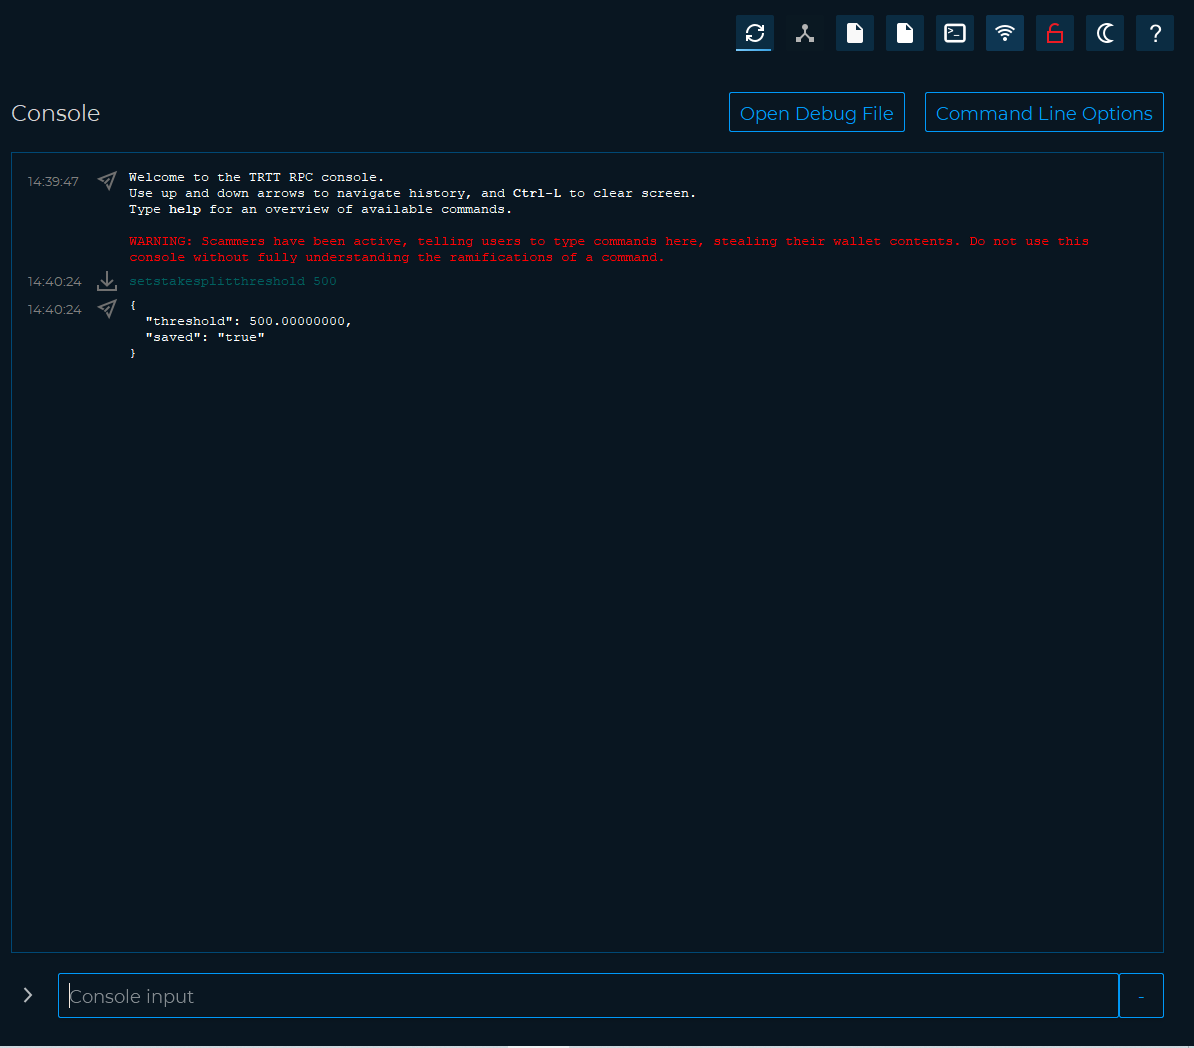 ?
Console
Open Debug File
Command Line Options
14:39:47
Welcome to the TRTT RPC console.
Use up and down arrows to navigate history, and Ctrl-L to clear screen.
Type help for an overview of available commands.
WARNING: Scammers have been active, telling users to type commands here, stealing their wallet contents. Do not use this
console without fully understanding the ramifications of a command.
14:40:24
setstakesplitthreshold 500
14:40:24
{
"threshold": 500.00000000,
"saved": "true"
}
Console input
-